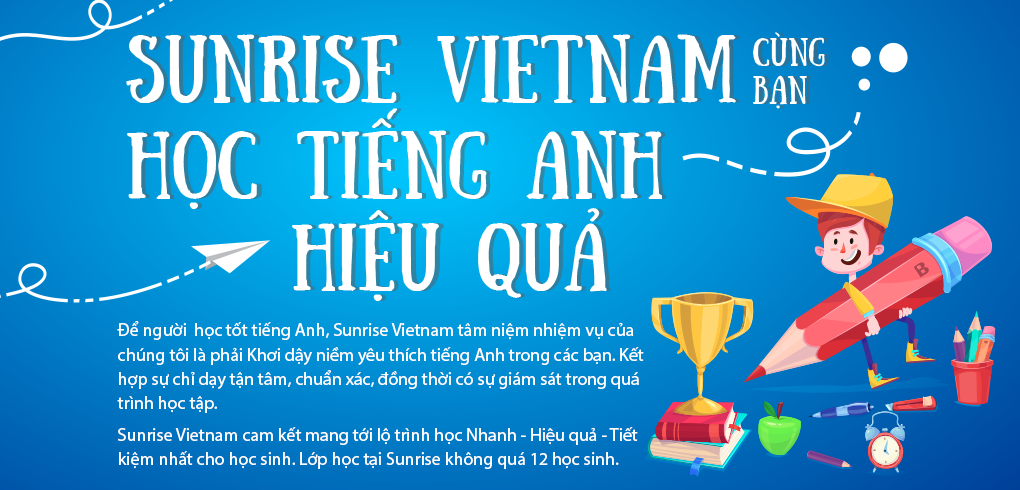 SUNRISE VIETNAM CÙNG BẠN
HỌC TIẾNG ANH
HIỆU QUẢ
Để người học tốt tiếng Anh, Sunrise Vietnam tâm niệm nhiệm vụ của
chúng tôi là phải Khơi dậy niềm yêu thích tiếng Anh trong các bạn. Kết
hợp sự chỉ dạy tận tâm, chuẩn xác, đồng thời có sự giám sát trong quá
trình học tập.
Sunrise Vietnam cam kết mang tới lộ trình học Nhanh - Hiệu quả - Tiết
kiệm nhất cho học sinh. Lớp học tại Sunrise không quá 12 học sinh.
B